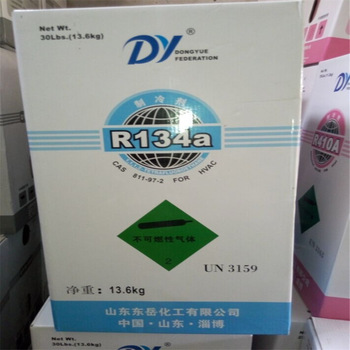 Net Wt.
30Lbs.(13.6kg)
DY®
DONGYUE
FEDERATION
制冷剂
R134a
CAS 811-97-2 FOR HVAC
不可燃性气体
2
UN 3159
净重：13.6kg
山东东岳化工有限公司
中国·山东·淄博
R410A